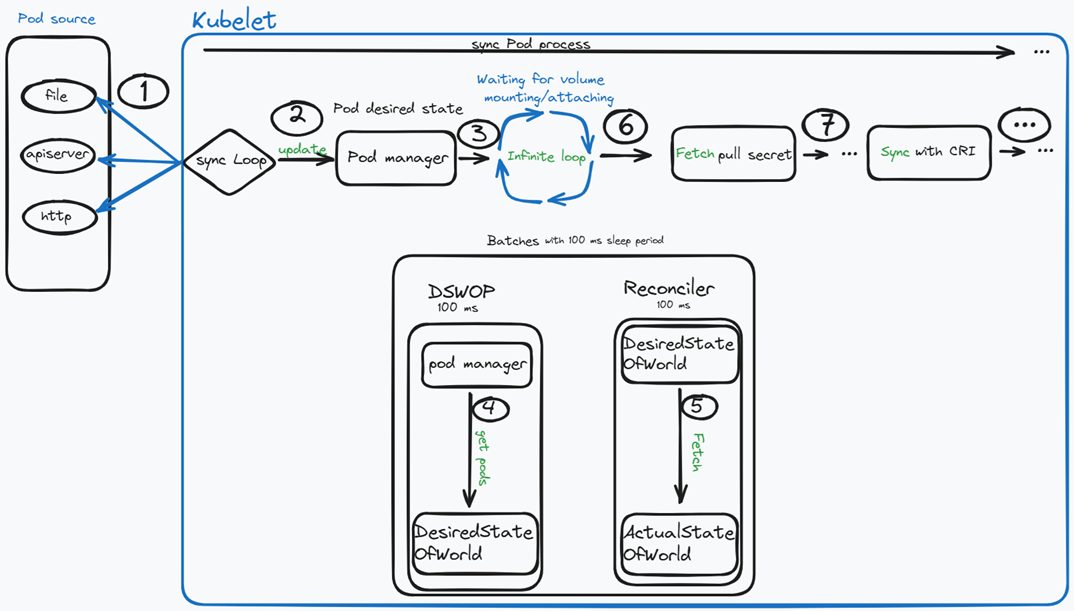 Pod source
Kubelet
sync Pod process
...
file
1
apiserver
http
sync Loop
2
update
Pod desired state
Pod manager
3
Waiting for volume
mounting/attaching
Infinite loop
6
Fetch pull secret
7
...
Sync with CRI
...
...
Batches with 100 ms sleep period
DSWOP
100 ms
pod manager
4
get pods
DesiredState
OfWorld
Reconciler
100 ms
DesiredState
OfWorld
5
Fetch
ActualState
OfWorld